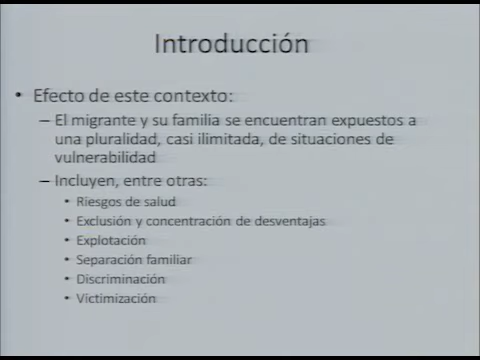 Introducción
• Efecto de este contexto:
– El migrante y su familia se encuentran expuestos a
una pluralidad, casi ilimitada, de situaciones de
vulnerabilidad
– Incluyen, entre otras:
• Riesgos de salud
• Exclusión y concentración de desventajas
• Explotación
• Separación familiar
• Discriminación
• Victimización